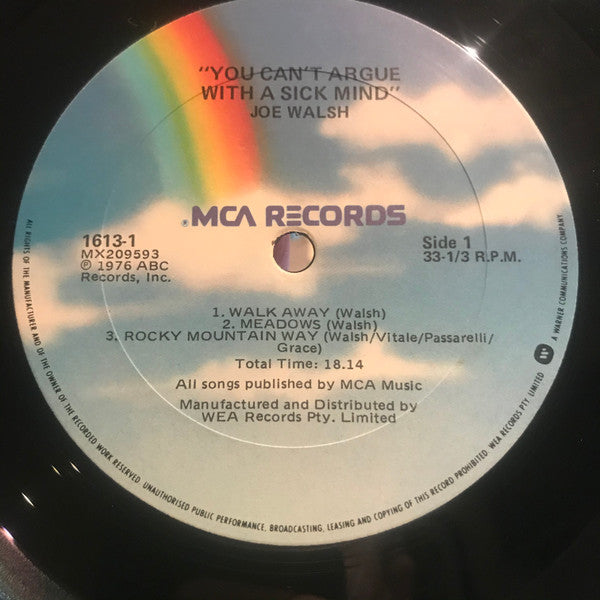 "YOU CAN'T ARGUE
WITH A SICK MIND"
JOE WALSH
®MCA RECORDS
1613-1
MX209593
℗ 1976 ABC
Records, Inc.
Side 1
33-1/3 R.P.M.
1. WALK AWAY (Walsh)
2. MEADOWS (Walsh)
3. ROCKY MOUNTAIN WAY (Walsh/Vitale/Passarelli/
Grace)
Total Time: 18.14
All songs published by MCA Music
Manufactured and Distributed by
WEA Records Pty. Limited
ALL RIGHTS OF THE MANUFACTURER AND OF THE OWNER OF THE RECORDED WORK RESERVED. UNAUTHORISED PUBLIC PERFORMANCE, BROADCASTING, LEASING AND COPYING OF THIS RECORD PROHIBITED. WEA RECORDS PTY. LIMITED A WARNER COMMUNICATIONS COMPANY.